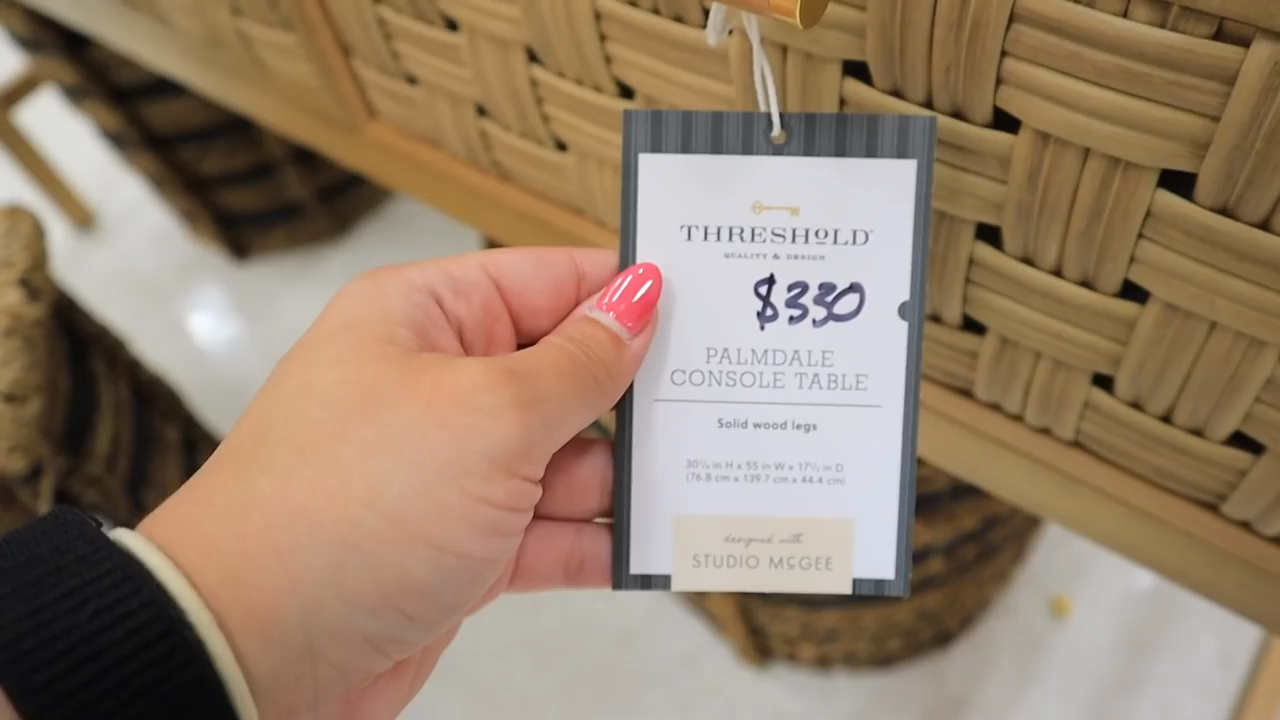 THRESHOLD
QUALITY & DESIGN
$330
PALMDALE
CONSOLE TABLE
Solid wood legs
30¼ in H x 55 in W x 17½ in D
(76.8 cm x 139.7 cm x 44.4 cm)
designed with
STUDIO McGEE